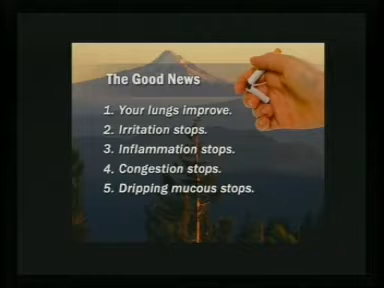 The Good News
1. Your lungs improve.
2. Irritation stops.
3. Inflammation stops.
4. Congestion stops.
5. Dripping mucous stops.